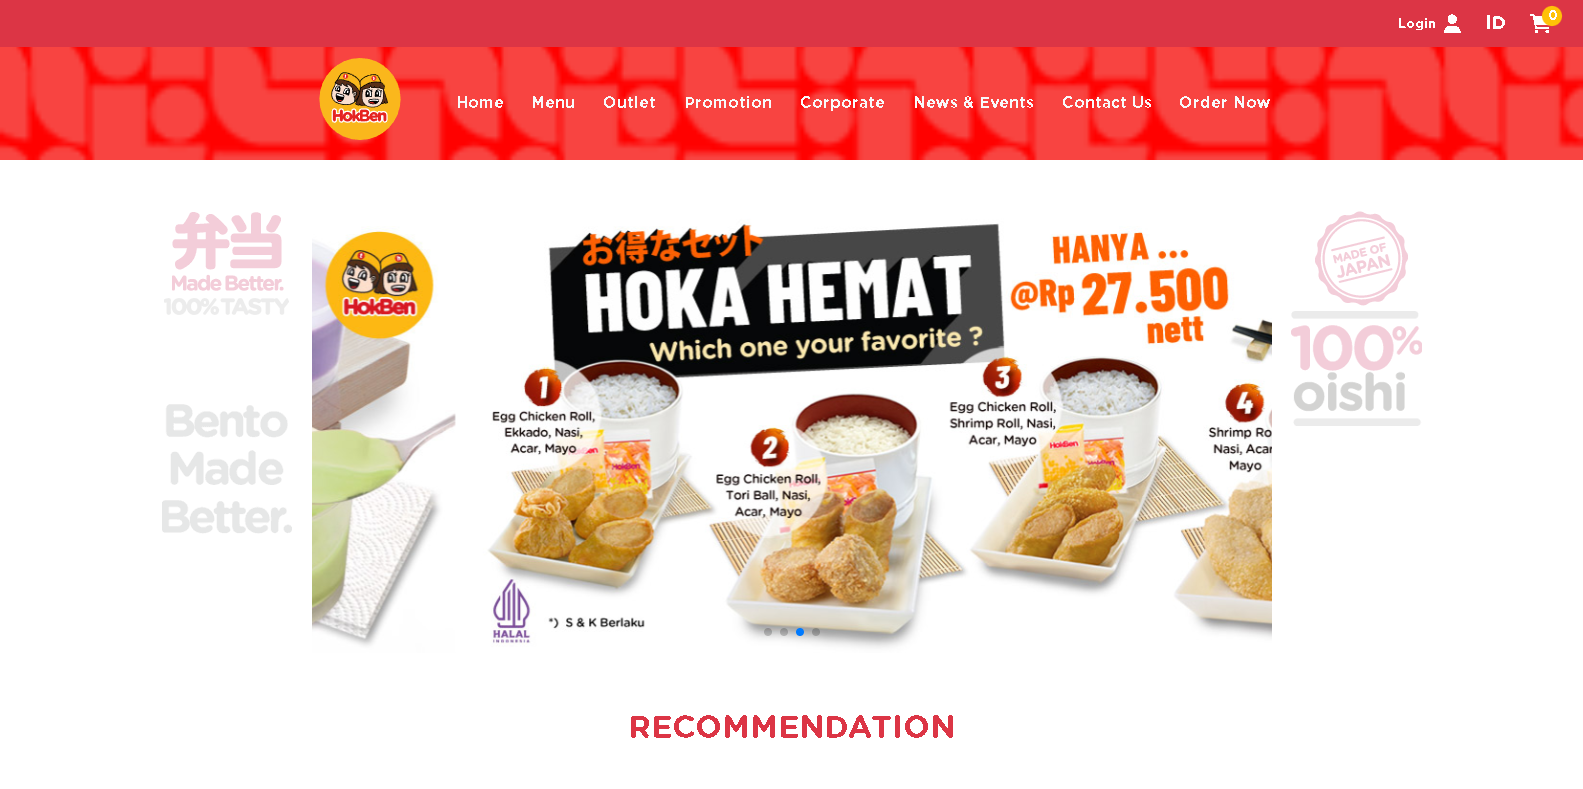 Login
ID
0
HokBen
Home
Menu
Outlet
Promotion
Corporate
News & Events
Contact Us
Order Now
弁当
Made Better.
100% TASTY
Bento
Made
Better.
HokBen
お得なセット
HOKA HEMAT
Which one your favorite ?
HANYA ...
@Rp 27.500
nett
1
Egg Chicken Roll,
Ekkado, Nasi,
Acar, Mayo
2
Egg Chicken Roll,
Tori Ball, Nasi,
Acar, Mayo
3
Egg Chicken Roll,
Shrimp Roll, Nasi,
Acar, Mayo
4
Shrimp Ro
Nasi, Acar
Mayo
HokBen
HokBen
HALAL
INDONESIA
*) S & K Berlaku
MADE OF
JAPAN
100%
oishi
RECOMMENDATION